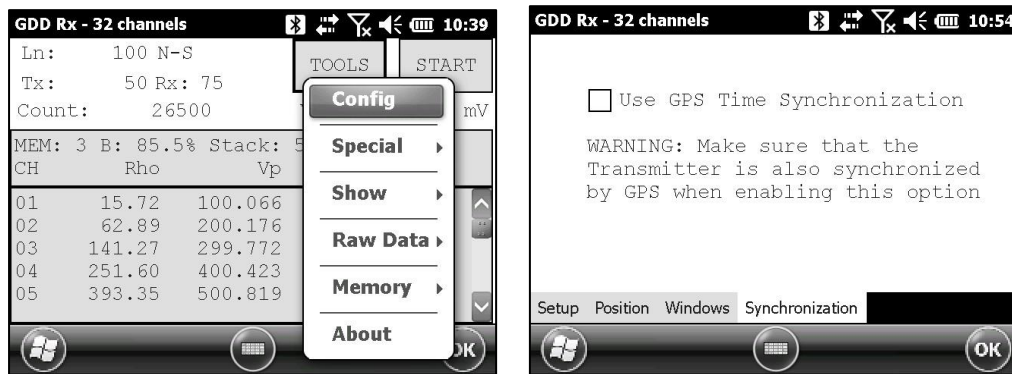 GDD Rx - 32 channels 10:39
Ln: 100 N-S
TOOLS START
Tx: 50 Rx: 75
Count: 26500 mV
MEM: 3 B: 85.5% Stack: 5
CH Rho Vp
01 15.72 100.066
02 62.89 200.176
03 141.27 299.772
04 251.60 400.423
05 393.35 500.819
Config
Special
Show
Raw Data
Memory
About
OK
GDD Rx - 32 channels 10:54
Use GPS Time Synchronization
WARNING: Make sure that the
Transmitter is also synchronized
by GPS when enabling this option
Setup Position Windows Synchronization
OK